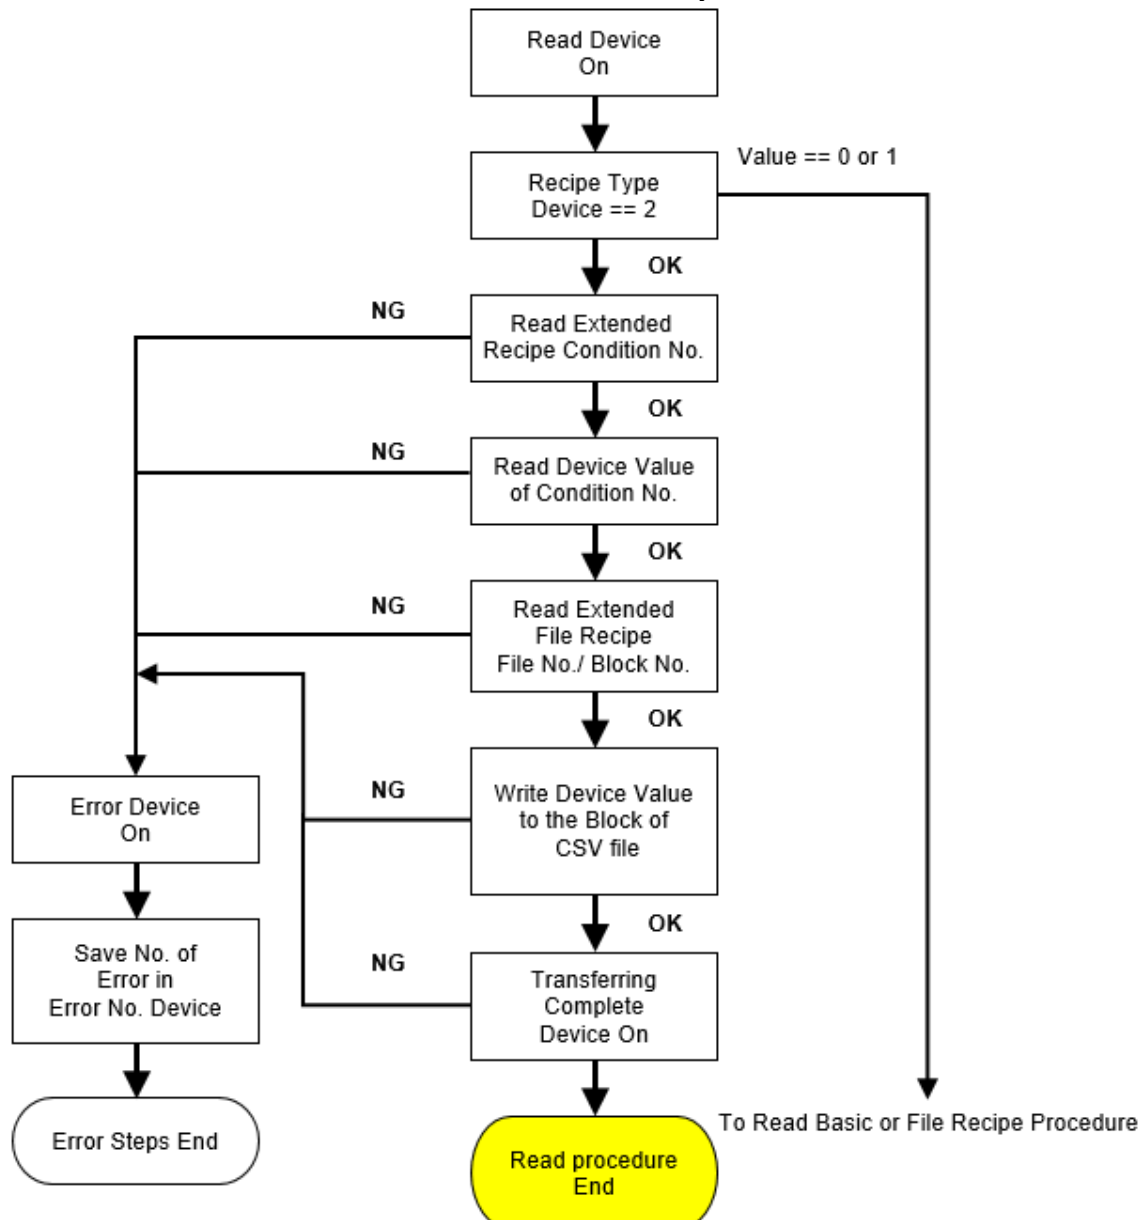 Read Device
On
Value == 0 or 1
Recipe Type
Device == 2
OK
NG
Read Extended
Recipe Condition No.
OK
NG
Read Device Value
of Condition No.
OK
NG
Read Extended
File Recipe
File No./ Block No.
OK
NG
Write Device Value
to the Block of
CSV file
Error Device
On
OK
NG
Transferring
Complete
Device On
Save No. of
Error in
Error No. Device
To Read Basic or File Recipe Procedure
Error Steps End
Read procedure
End